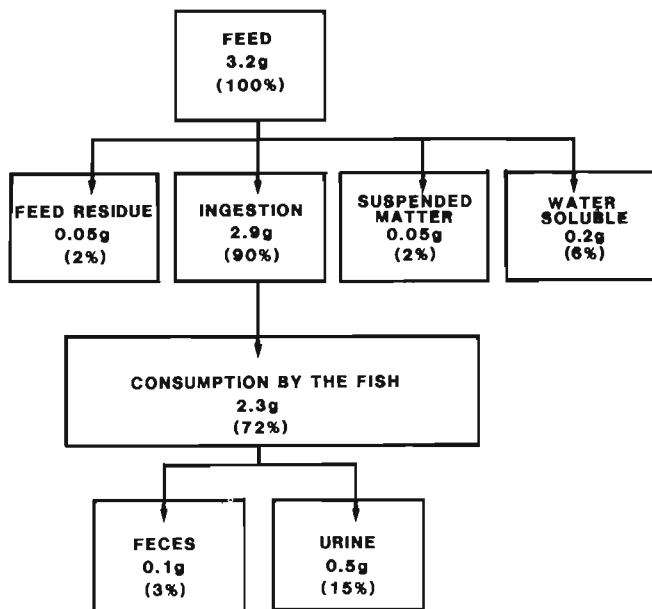 FEED
3.2g
(100%)
FEED RESIDUE
0.05g
(2%)
INGESTION
2.9g
(90%)
SUSPENDED
MATTER
0.05g
(2%)
WATER
SOLUBLE
0.2g
(6%)
CONSUMPTION BY THE FISH
2.3g
(72%)
FECES
0.1g
(3%)
URINE
0.5g
(15%)